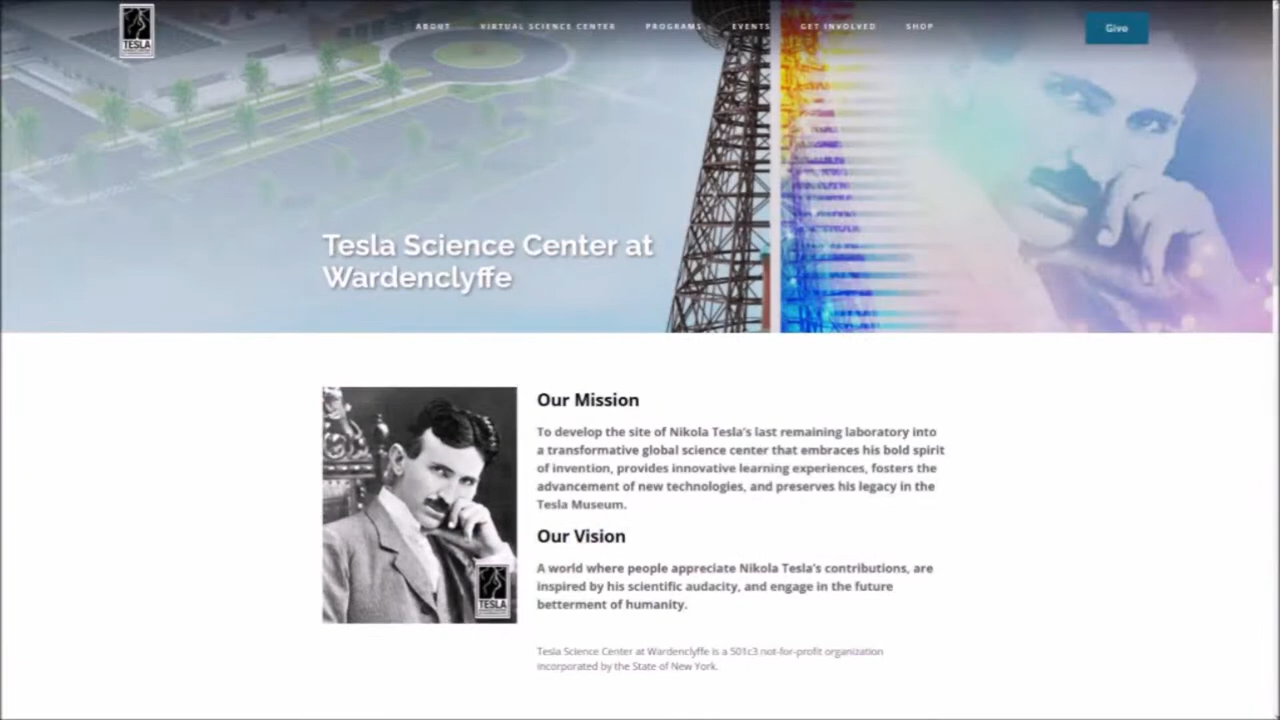 TESLA
ABOUT VIRTUAL SCIENCE CENTER PROGRAMS EVENTS GET INVOLVED SHOP Give
Tesla Science Center at
Wardenclyffe
Our Mission
To develop the site of Nikola Tesla's last remaining laboratory into
a transformative global science center that embraces his bold spirit
of invention, provides innovative learning experiences, fosters the
advancement of new technologies, and preserves his legacy in the
Tesla Museum.
Our Vision
A world where people appreciate Nikola Tesla's contributions, are
inspired by his scientific audacity, and engage in the future
betterment of humanity.
TESLA
Tesla Science Center at Wardenclyffe is a 501c3 not-for-profit organization
incorporated by the State of New York.